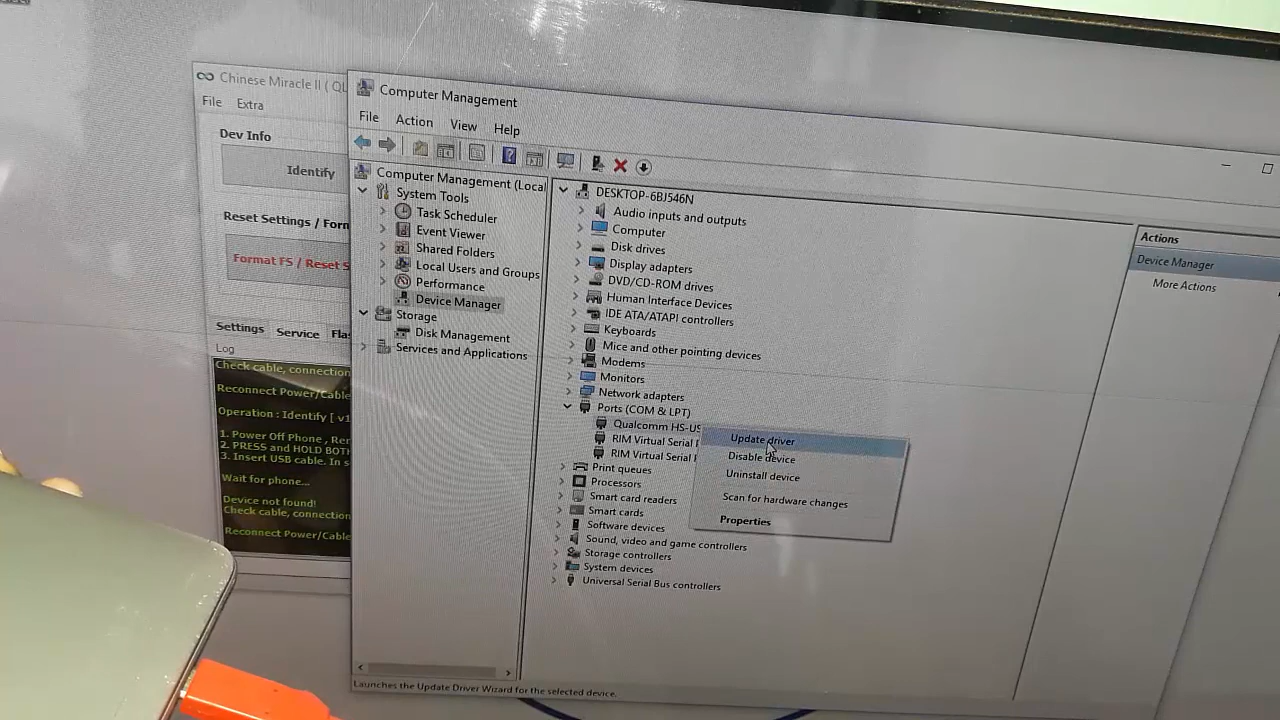 Chinese Miracle II ( QL
File Extra
Dev Info
Identify
Reset Settings / Form
Format FS / Reset S
Settings Service Fla
Log
Check cable, connection
Reconnect Power/Cable
Operation : Identify [ v1
1. Power Off Phone , Rem
2. PRESS and HOLD BOTH
3. Insert USB cable. In s
Wait for phone...
Device not found!
Check cable, connection
Reconnect Power/Cable
Computer Management
File Action View Help
Computer Management (Local
System Tools
Task Scheduler
Event Viewer
Shared Folders
Local Users and Groups
Performance
Device Manager
Storage
Disk Management
Services and Applications
DESKTOP-6BJ546N
Audio inputs and outputs
Computer
Disk drives
Display adapters
DVD/CD-ROM drives
Human Interface Devices
IDE ATA/ATAPI controllers
Keyboards
Mice and other pointing devices
Modems
Monitors
Network adapters
Ports (COM & LPT)
Qualcomm HS-US
RIM Virtual Serial P
RIM Virtual Serial P
Print queues
Processors
Smart card readers
Smart cards
Software devices
Sound, video and game controllers
Storage controllers
System devices
Universal Serial Bus controllers
Update driver
Disable device
Uninstall device
Scan for hardware changes
Properties
Actions
Device Manager
More Actions
Launches the Update Driver Wizard for the selected device.